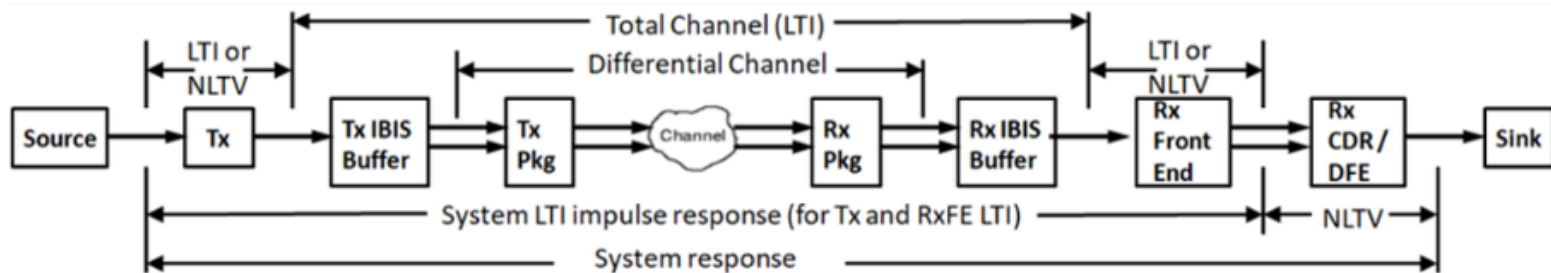 Total Channel (LTI)
LTI or
NLTV
Differential Channel
LTI or
NLTV
Source
Tx
Tx IBIS
Buffer
Tx
Pkg
Channel
Rx
Pkg
Rx IBIS
Buffer
Rx
Front
End
Rx
CDR/
DFE
Sink
System LTI impulse response (for Tx and RxFE LTI)
NLTV
System response